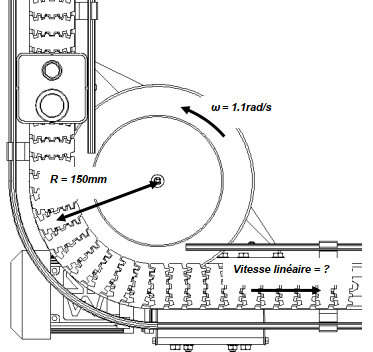 ω = 1.1rad/s
R = 150mm
Vitesse linéaire = ?